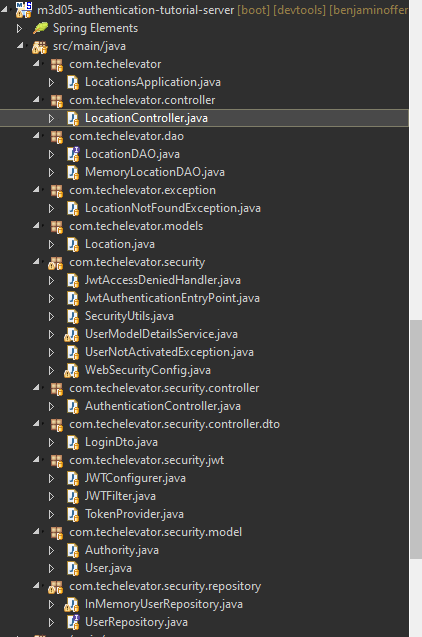 m3d05-authentication-tutorial-server [boot] [devtools] [benjaminoffer
Spring Elements
src/main/java
com.techelevator
LocationsApplication.java
com.techelevator.controller
LocationController.java
com.techelevator.dao
LocationDAO.java
MemoryLocationDAO.java
com.techelevator.exception
LocationNotFoundException.java
com.techelevator.models
Location.java
com.techelevator.security
JwtAccessDeniedHandler.java
JwtAuthenticationEntryPoint.java
SecurityUtils.java
UserModelDetailsService.java
UserNotActivatedException.java
WebSecurityConfig.java
com.techelevator.security.controller
AuthenticationController.java
com.techelevator.security.controller.dto
LoginDto.java
com.techelevator.security.jwt
JWTConfigurer.java
JWTFilter.java
TokenProvider.java
com.techelevator.security.model
Authority.java
User.java
com.techelevator.security.repository
InMemoryUserRepository.java
UserRepository.java